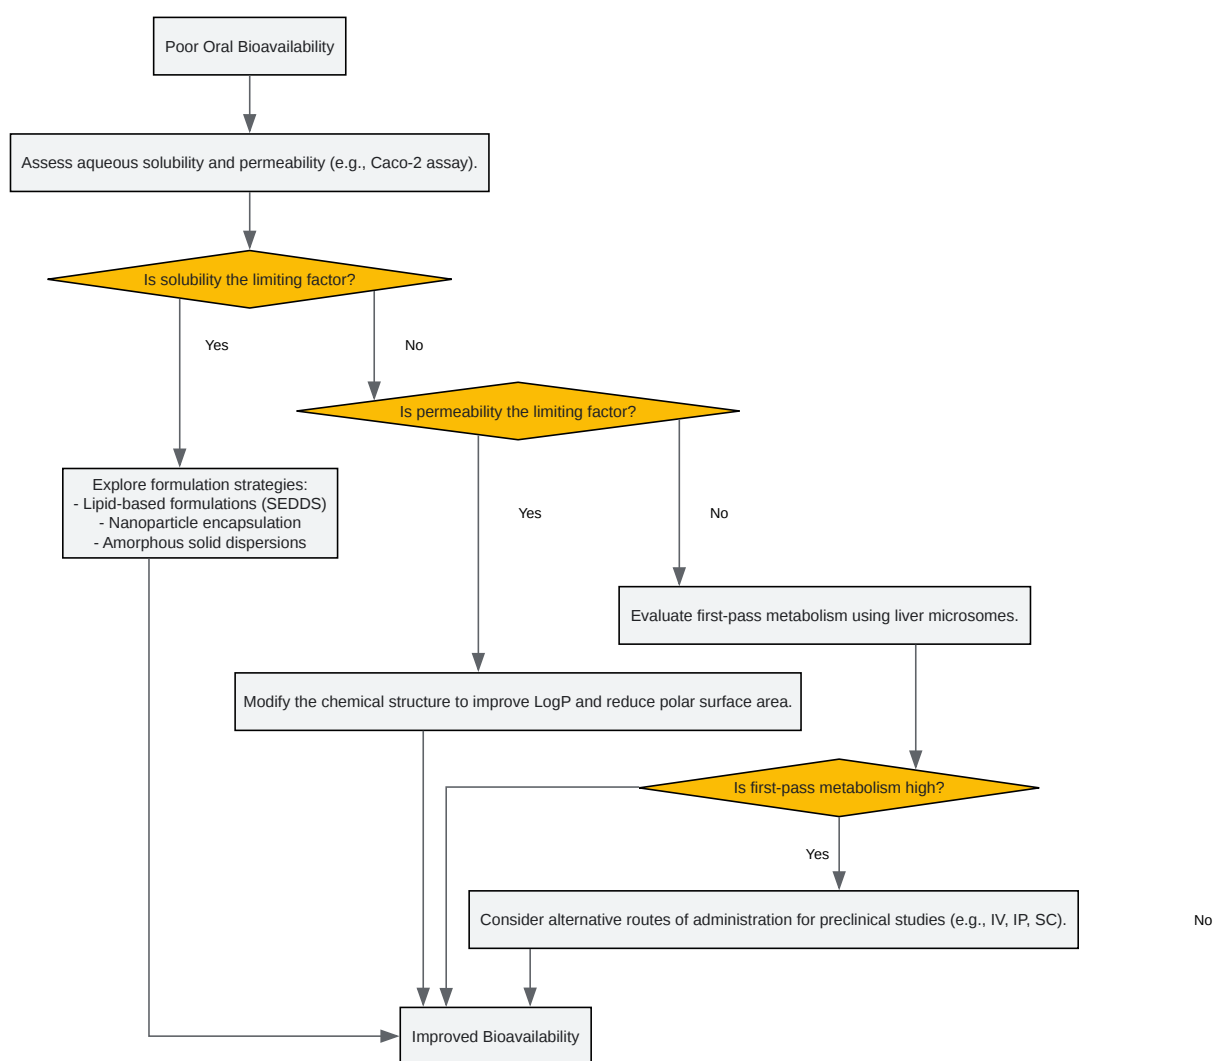 Poor Oral Bioavailability
Assess aqueous solubility and permeability (e.g., Caco-2 assay).
Is solubility the limiting factor?
Yes
No
Is permeability the limiting factor?
Explore formulation strategies:
- Lipid-based formulations (SEDDS)
- Nanoparticle encapsulation
- Amorphous solid dispersions
Yes
No
Evaluate first-pass metabolism using liver microsomes.
Modify the chemical structure to improve LogP and reduce polar surface area.
Is first-pass metabolism high?
Yes
Consider alternative routes of administration for preclinical studies (e.g., IV, IP, SC).
No
Improved Bioavailability